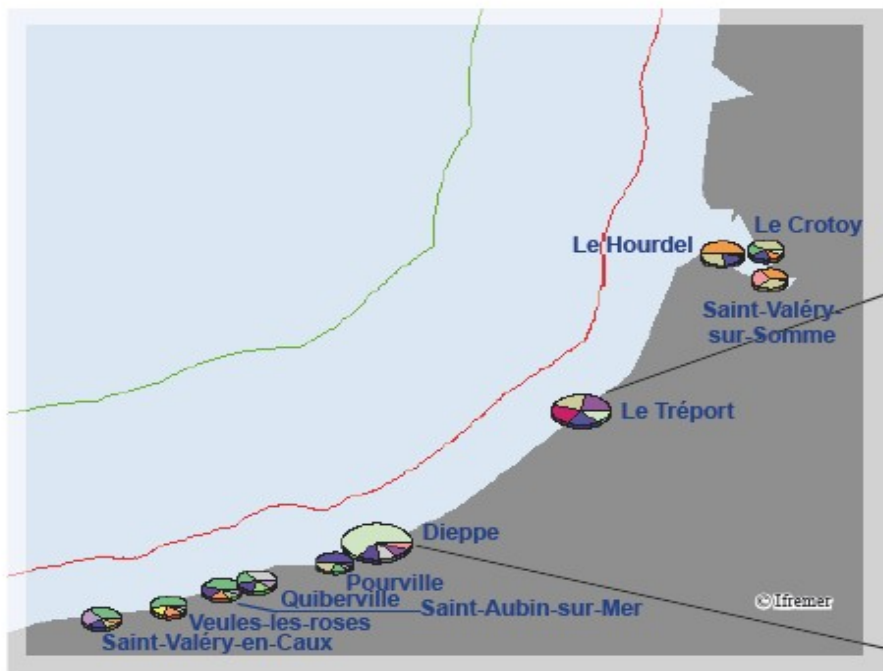 Le Crotoy
Le Hourdel
Saint-Valéry-
sur-Somme
Le Tréport
Dieppe
Pourville
Quiberville
Saint-Aubin-sur-Mer
Veules-les-roses
Saint-Valéry-en-Caux
© Ifremer